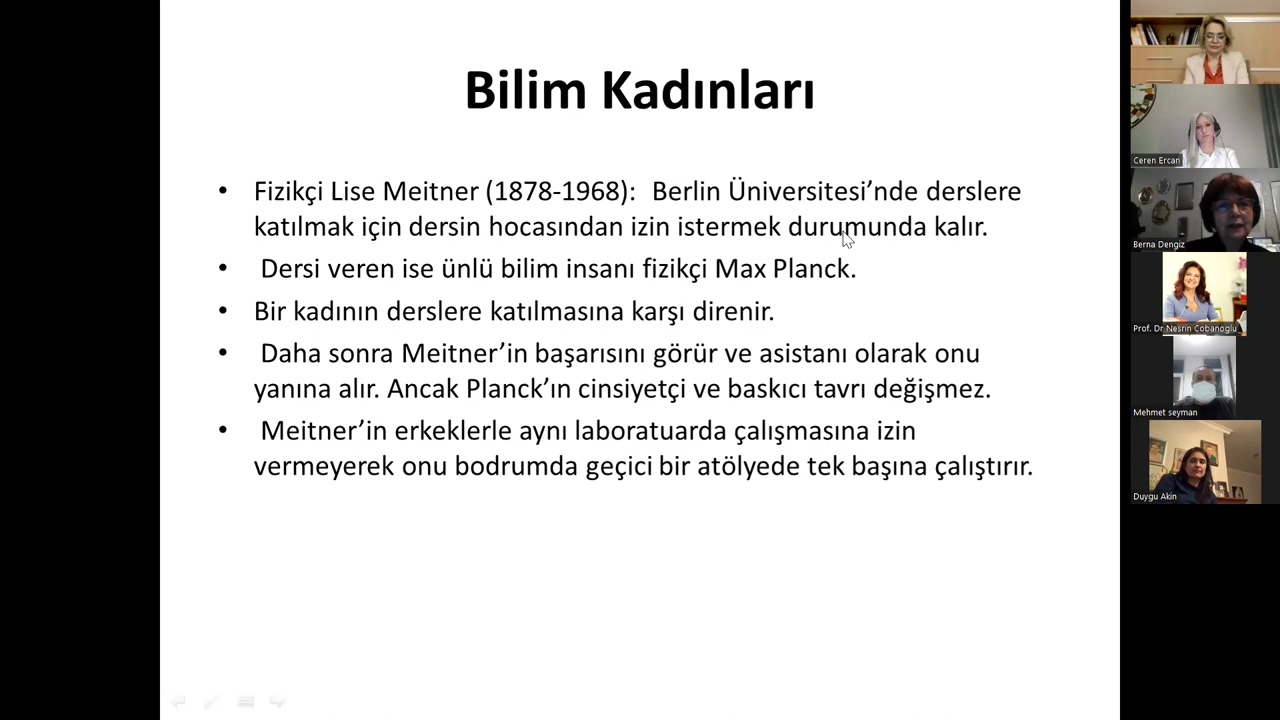 Bilim Kadınları
• Fizikçi Lise Meitner (1878-1968): Berlin Üniversitesi’nde derslere
katılmak için dersin hocasından izin istermek durumunda kalır.
• Dersi veren ise ünlü bilim insanı fizikçi Max Planck.
• Bir kadının derslere katılmasına karşı direnir.
• Daha sonra Meitner’in başarısını görür ve asistanı olarak onu
yanına alır. Ancak Planck’ın cinsiyetçi ve baskıcı tavrı değişmez.
• Meitner’in erkeklerle aynı laboratuarda çalışmasına izin
vermeyerek onu bodrumda geçici bir atölyede tek başına çalıştırır.
Ceren Ercan
Berna Dengiz
Prof. Dr Nesrin Cobanoglu
Mehmet seyman
Duygu Akin